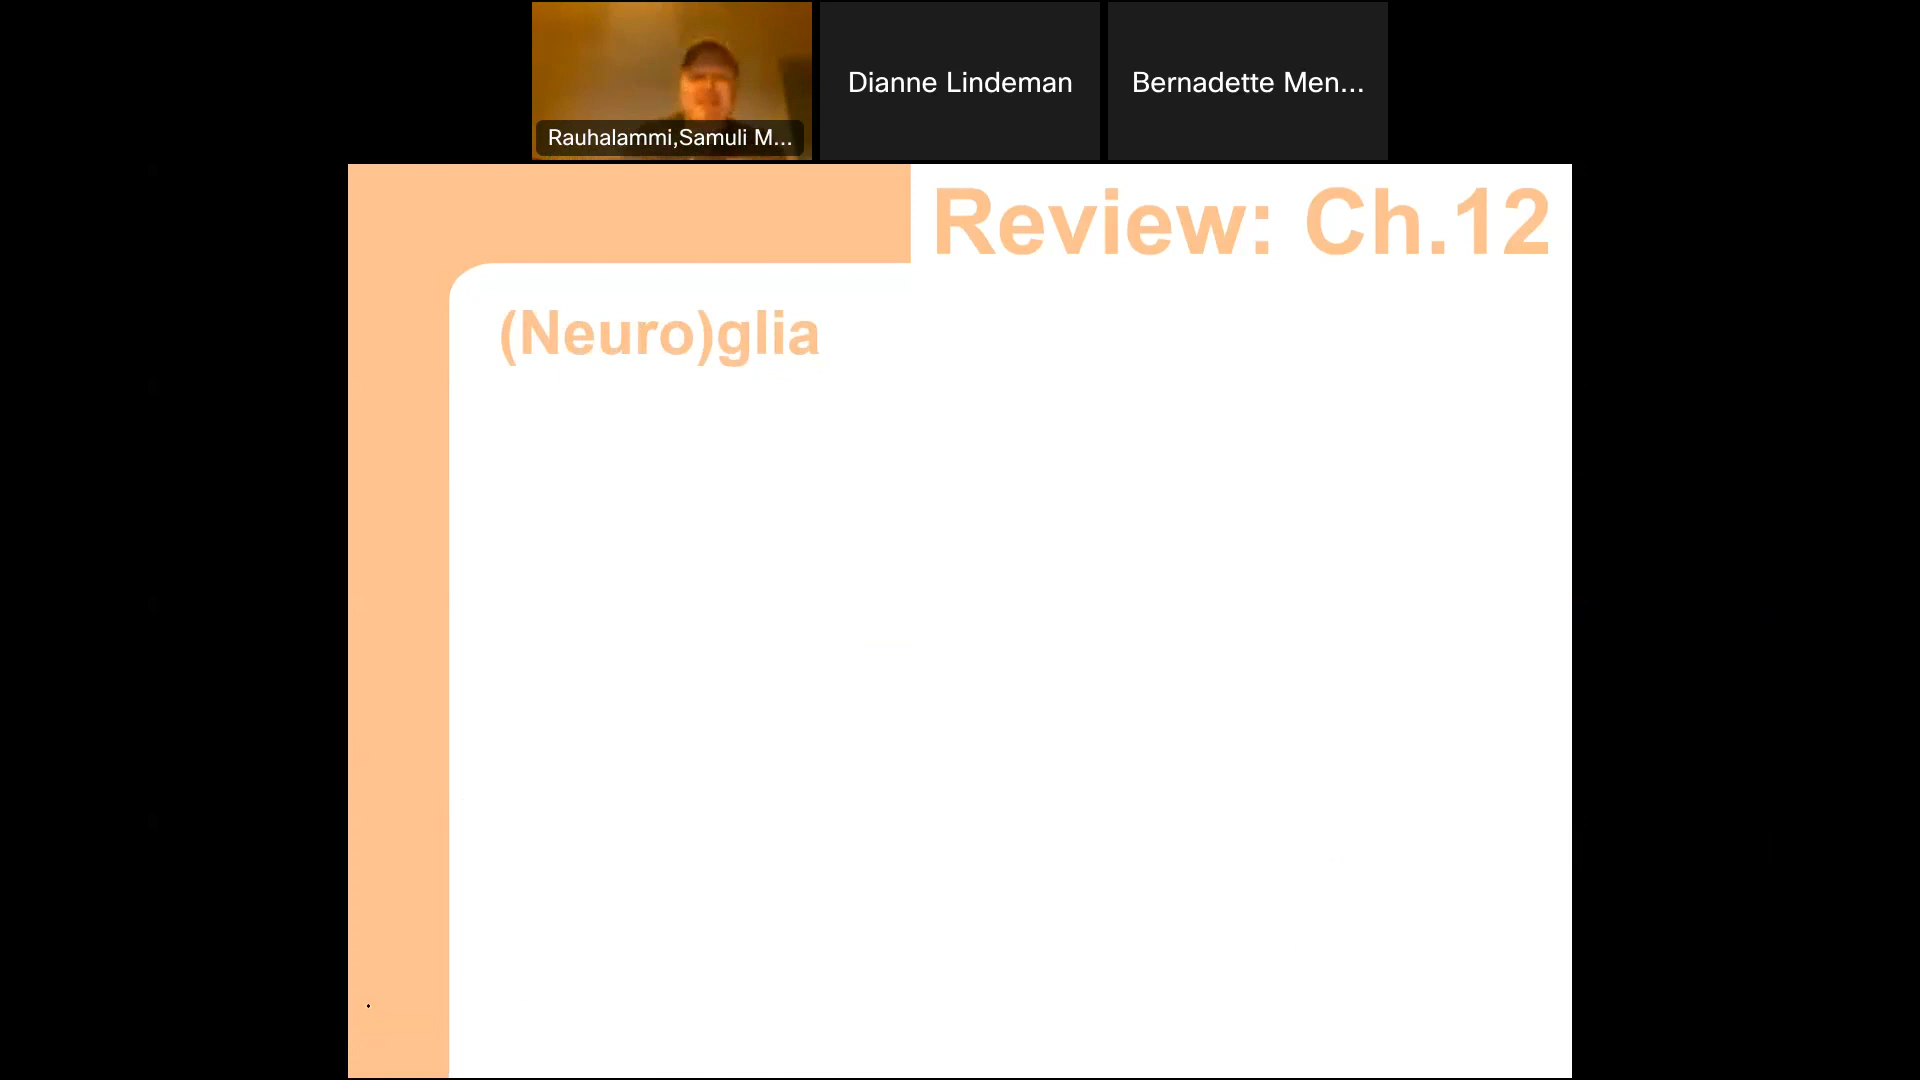 Dianne Lindeman
Bernadette Men...
Rauhalammi,Samuli M...
Review: Ch.12
(Neuro)glia